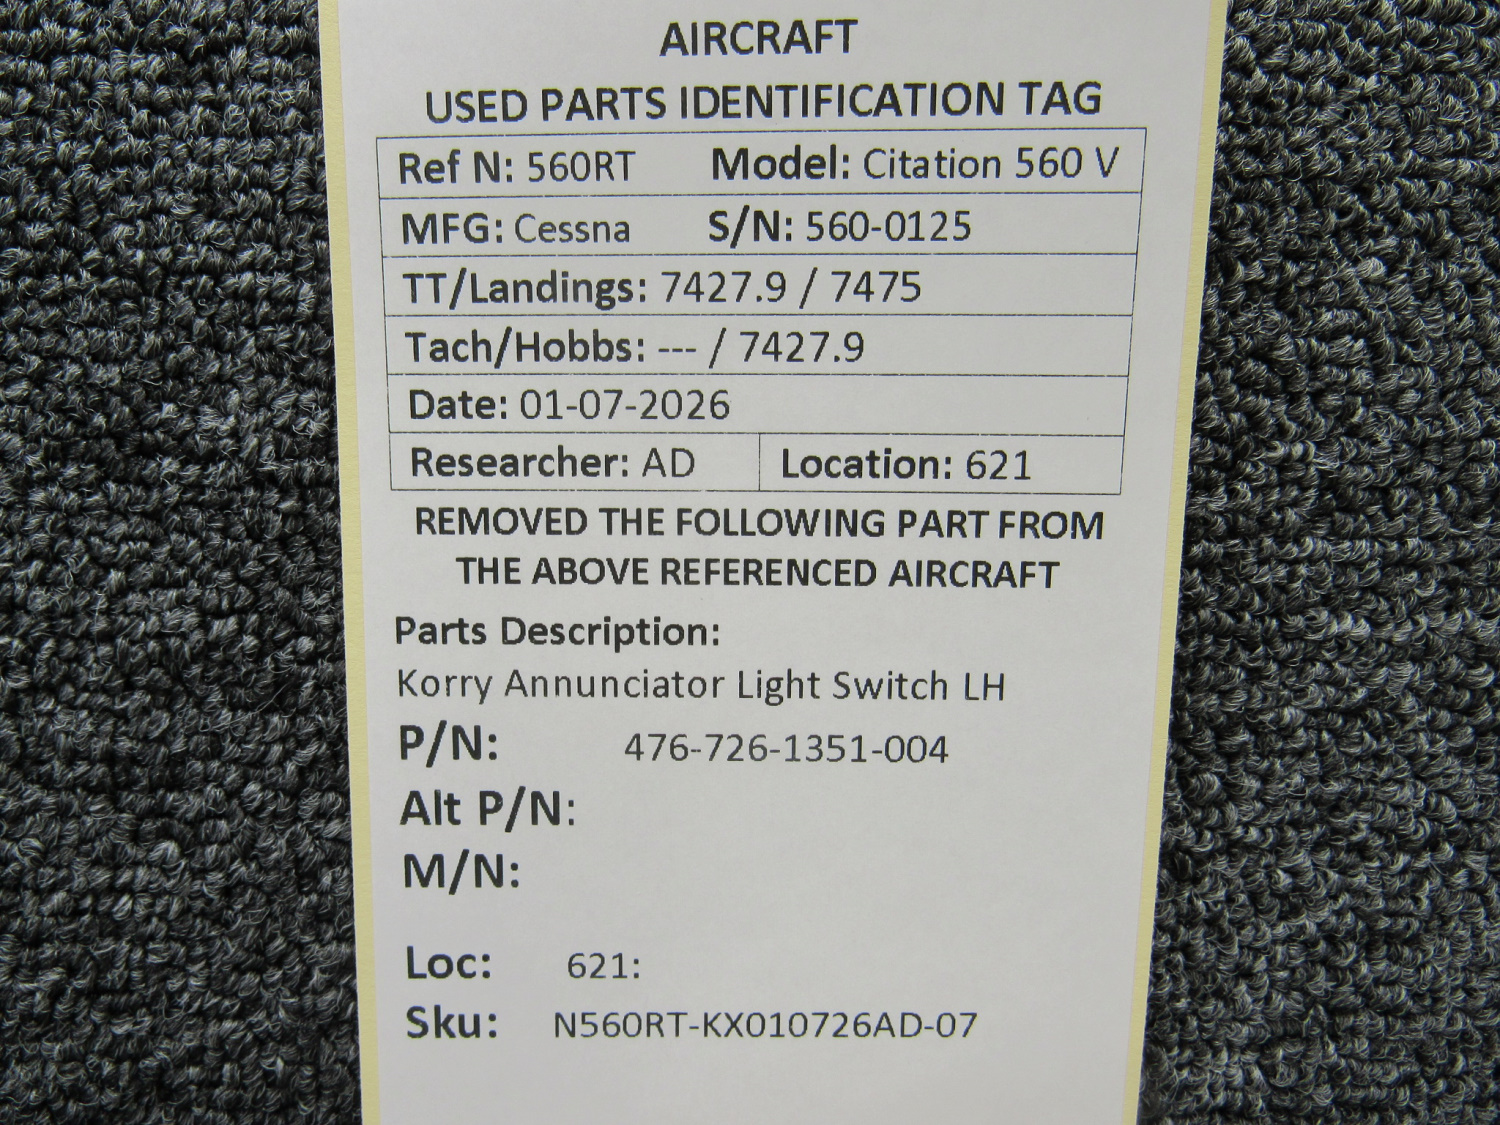 AIRCRAFT
USED PARTS IDENTIFICATION TAG
Ref N: 560RT Model: Citation 560 V
MFG: Cessna S/N: 560-0125
TT/Landings: 7427.9 / 7475
Tach/Hobbs: --- / 7427.9
Date: 01-07-2026
Researcher: AD Location: 621
REMOVED THE FOLLOWING PART FROM
THE ABOVE REFERENCED AIRCRAFT
Parts Description:
Korry Annunciator Light Switch LH
P/N: 476-726-1351-004
Alt P/N:
M/N:
Loc: 621:
Sku: N560RT-KX010726AD-07